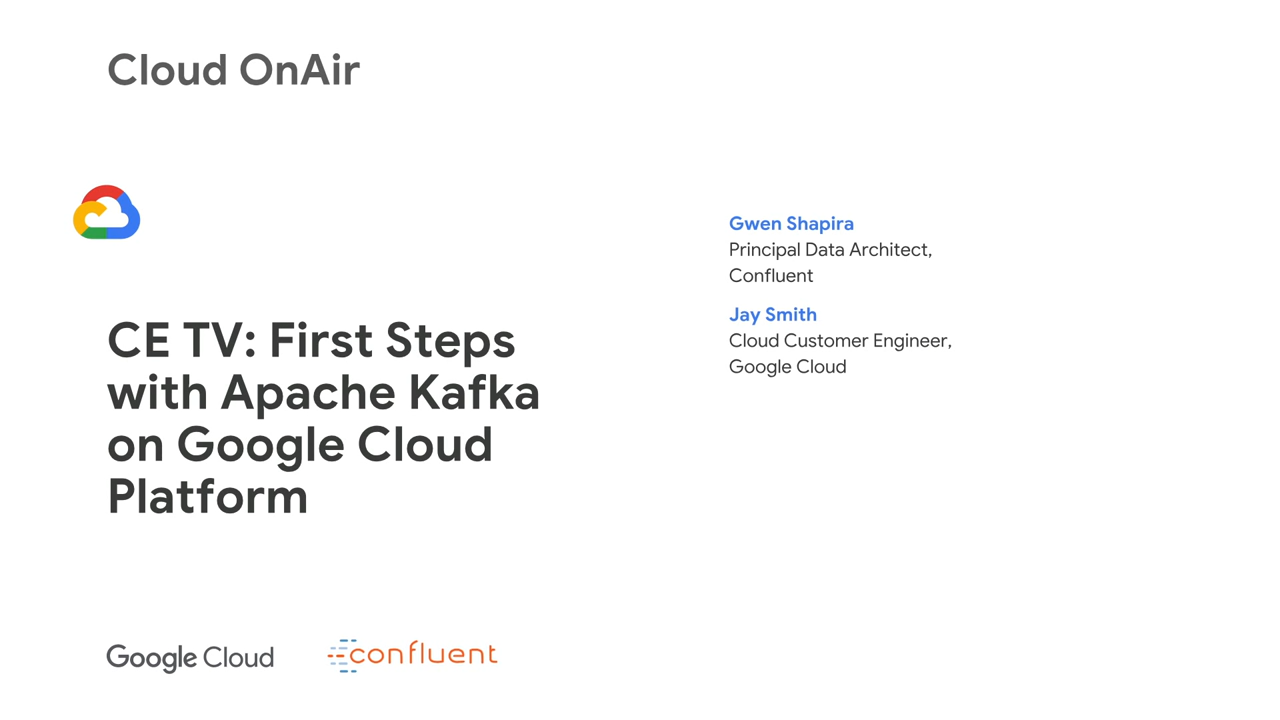 Cloud OnAir
CE TV: First Steps
with Apache Kafka
on Google Cloud
Platform
Gwen Shapira
Principal Data Architect,
Confluent
Jay Smith
Cloud Customer Engineer,
Google Cloud
Google Cloud
confluent